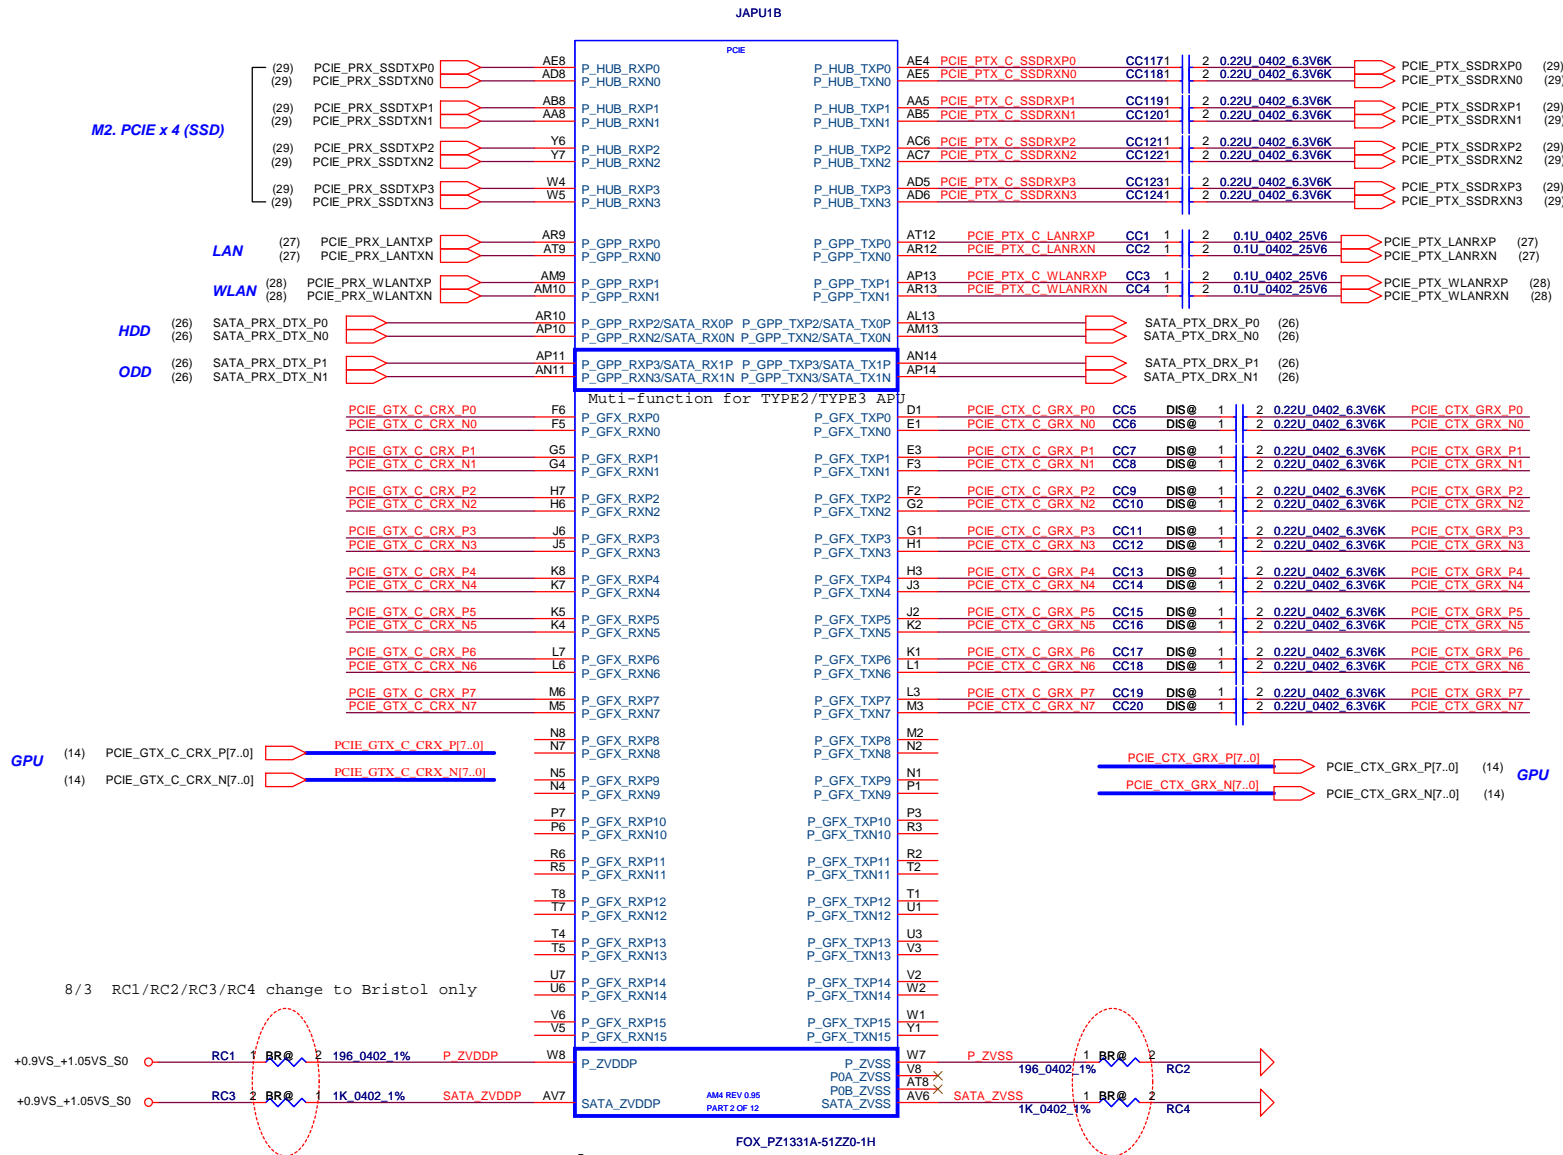 JAPU1B
PCIE
M2. PCIE x 4 (SSD)
(29) PCIE_PRX_SSDTXP0 AE8 P_HUB_RXP0 P_HUB_TXP0 AE4 PCIE_PTX_C_SSDRXP0 CC117 1 2 0.22U_0402_6.3V6K PCIE_PTX_SSDRXP0 (29)
(29) PCIE_PRX_SSDTXN0 AD8 P_HUB_RXN0 P_HUB_TXN0 AE5 PCIE_PTX_C_SSDRXN0 CC118 1 2 0.22U_0402_6.3V6K PCIE_PTX_SSDRXN0 (29)
(29) PCIE_PRX_SSDTXP1 AB8 P_HUB_RXP1 P_HUB_TXP1 AA5 PCIE_PTX_C_SSDRXP1 CC119 1 2 0.22U_0402_6.3V6K PCIE_PTX_SSDRXP1 (29)
(29) PCIE_PRX_SSDTXN1 AA8 P_HUB_RXN1 P_HUB_TXN1 AB5 PCIE_PTX_C_SSDRXN1 CC120 1 2 0.22U_0402_6.3V6K PCIE_PTX_SSDRXN1 (29)
(29) PCIE_PRX_SSDTXP2 Y6 P_HUB_RXP2 P_HUB_TXP2 AC6 PCIE_PTX_C_SSDRXP2 CC121 1 2 0.22U_0402_6.3V6K PCIE_PTX_SSDRXP2 (29)
(29) PCIE_PRX_SSDTXN2 Y7 P_HUB_RXN2 P_HUB_TXN2 AC7 PCIE_PTX_C_SSDRXN2 CC122 1 2 0.22U_0402_6.3V6K PCIE_PTX_SSDRXN2 (29)
(29) PCIE_PRX_SSDTXP3 W4 P_HUB_RXP3 P_HUB_TXP3 AD5 PCIE_PTX_C_SSDRXP3 CC123 1 2 0.22U_0402_6.3V6K PCIE_PTX_SSDRXP3 (29)
(29) PCIE_PRX_SSDTXN3 W5 P_HUB_RXN3 P_HUB_TXN3 AD6 PCIE_PTX_C_SSDRXN3 CC124 1 2 0.22U_0402_6.3V6K PCIE_PTX_SSDRXN3 (29)
LAN
(27) PCIE_PRX_LANTXP AR9 P_GPP_RXP0 P_GPP_TXP0 AT12 PCIE_PTX_C_LANRXP CC1 1 2 0.1U_0402_25V6 PCIE_PTX_LANRXP (27)
(27) PCIE_PRX_LANTXN AT9 P_GPP_RXN0 P_GPP_TXN0 AR12 PCIE_PTX_C_LANRXN CC2 1 2 0.1U_0402_25V6 PCIE_PTX_LANRXN (27)
WLAN
(28) PCIE_PRX_WLANTXP AM9 P_GPP_RXP1 P_GPP_TXP1 AP13 PCIE_PTX_C_WLANRXP CC3 1 2 0.1U_0402_25V6 PCIE_PTX_WLANRXP (28)
(28) PCIE_PRX_WLANTXN AM10 P_GPP_RXN1 P_GPP_TXN1 AR13 PCIE_PTX_C_WLANRXN CC4 1 2 0.1U_0402_25V6 PCIE_PTX_WLANRXN (28)
HDD
(26) SATA_PRX_DTX_P0 AR10 P_GPP_RXP2/SATA_RX0P P_GPP_TXP2/SATA_TX0P AL13 SATA_PTX_DRX_P0 (26)
(26) SATA_PRX_DTX_N0 AP10 P_GPP_RXN2/SATA_RX0N P_GPP_TXN2/SATA_TX0N AM13 SATA_PTX_DRX_N0 (26)
ODD
(26) SATA_PRX_DTX_P1 AP11 P_GPP_RXP3/SATA_RX1P P_GPP_TXP3/SATA_TX1P AN14 SATA_PTX_DRX_P1 (26)
(26) SATA_PRX_DTX_N1 AN11 P_GPP_RXN3/SATA_RX1N P_GPP_TXN3/SATA_TX1N AP14 SATA_PTX_DRX_N1 (26)
Muti-function for TYPE2/TYPE3 APU
PCIE_GTX_C_CRX_P0 F6 P_GFX_RXP0 P_GFX_TXP0 D1 PCIE_CTX_C_GRX_P0 CC5 DIS@ 1 2 0.22U_0402_6.3V6K PCIE_CTX_GRX_P0
PCIE_GTX_C_CRX_N0 F5 P_GFX_RXN0 P_GFX_TXN0 E1 PCIE_CTX_C_GRX_N0 CC6 DIS@ 1 2 0.22U_0402_6.3V6K PCIE_CTX_GRX_N0
PCIE_GTX_C_CRX_P1 G5 P_GFX_RXP1 P_GFX_TXP1 E3 PCIE_CTX_C_GRX_P1 CC7 DIS@ 1 2 0.22U_0402_6.3V6K PCIE_CTX_GRX_P1
PCIE_GTX_C_CRX_N1 G4 P_GFX_RXN1 P_GFX_TXN1 F3 PCIE_CTX_C_GRX_N1 CC8 DIS@ 1 2 0.22U_0402_6.3V6K PCIE_CTX_GRX_N1
PCIE_GTX_C_CRX_P2 H7 P_GFX_RXP2 P_GFX_TXP2 F2 PCIE_CTX_C_GRX_P2 CC9 DIS@ 1 2 0.22U_0402_6.3V6K PCIE_CTX_GRX_P2
PCIE_GTX_C_CRX_N2 H6 P_GFX_RXN2 P_GFX_TXN2 G2 PCIE_CTX_C_GRX_N2 CC10 DIS@ 1 2 0.22U_0402_6.3V6K PCIE_CTX_GRX_N2
PCIE_GTX_C_CRX_P3 J6 P_GFX_RXP3 P_GFX_TXP3 G1 PCIE_CTX_C_GRX_P3 CC11 DIS@ 1 2 0.22U_0402_6.3V6K PCIE_CTX_GRX_P3
PCIE_GTX_C_CRX_N3 J5 P_GFX_RXN3 P_GFX_TXN3 H1 PCIE_CTX_C_GRX_N3 CC12 DIS@ 1 2 0.22U_0402_6.3V6K PCIE_CTX_GRX_N3
PCIE_GTX_C_CRX_P4 K8 P_GFX_RXP4 P_GFX_TXP4 H3 PCIE_CTX_C_GRX_P4 CC13 DIS@ 1 2 0.22U_0402_6.3V6K PCIE_CTX_GRX_P4
PCIE_GTX_C_CRX_N4 K7 P_GFX_RXN4 P_GFX_TXN4 J3 PCIE_CTX_C_GRX_N4 CC14 DIS@ 1 2 0.22U_0402_6.3V6K PCIE_CTX_GRX_N4
PCIE_GTX_C_CRX_P5 K5 P_GFX_RXP5 P_GFX_TXP5 J2 PCIE_CTX_C_GRX_P5 CC15 DIS@ 1 2 0.22U_0402_6.3V6K PCIE_CTX_GRX_P5
PCIE_GTX_C_CRX_N5 K4 P_GFX_RXN5 P_GFX_TXN5 K2 PCIE_CTX_C_GRX_N5 CC16 DIS@ 1 2 0.22U_0402_6.3V6K PCIE_CTX_GRX_N5
PCIE_GTX_C_CRX_P6 L7 P_GFX_RXP6 P_GFX_TXP6 K1 PCIE_CTX_C_GRX_P6 CC17 DIS@ 1 2 0.22U_0402_6.3V6K PCIE_CTX_GRX_P6
PCIE_GTX_C_CRX_N6 L6 P_GFX_RXN6 P_GFX_TXN6 L1 PCIE_CTX_C_GRX_N6 CC18 DIS@ 1 2 0.22U_0402_6.3V6K PCIE_CTX_GRX_N6
PCIE_GTX_C_CRX_P7 M6 P_GFX_RXP7 P_GFX_TXP7 L3 PCIE_CTX_C_GRX_P7 CC19 DIS@ 1 2 0.22U_0402_6.3V6K PCIE_CTX_GRX_P7
PCIE_GTX_C_CRX_N7 M5 P_GFX_RXN7 P_GFX_TXN7 M3 PCIE_CTX_C_GRX_N7 CC20 DIS@ 1 2 0.22U_0402_6.3V6K PCIE_CTX_GRX_N7
N8 P_GFX_RXP8 P_GFX_TXP8 M2
N7 P_GFX_RXN8 P_GFX_TXN8 N2
GPU (14) PCIE_GTX_C_CRX_P[7..0] PCIE_GTX_C_CRX_P[7..0]
(14) PCIE_GTX_C_CRX_N[7..0] PCIE_GTX_C_CRX_N[7..0]
PCIE_CTX_GRX_P[7..0] PCIE_CTX_GRX_P[7..0] (14) GPU
PCIE_CTX_GRX_N[7..0] PCIE_CTX_GRX_N[7..0] (14)
N5 P_GFX_RXP9 P_GFX_TXP9 N1
N4 P_GFX_RXN9 P_GFX_TXN9 P1
P7 P_GFX_RXP10 P_GFX_TXP10 P3
P6 P_GFX_RXN10 P_GFX_TXN10 R3
R6 P_GFX_RXP11 P_GFX_TXP11 R2
R5 P_GFX_RXN11 P_GFX_TXN11 T2
T8 P_GFX_RXP12 P_GFX_TXP12 T1
T7 P_GFX_RXN12 P_GFX_TXN12 U1
T4 P_GFX_RXP13 P_GFX_TXP13 U3
T5 P_GFX_RXN13 P_GFX_TXN13 V3
U7 P_GFX_RXP14 P_GFX_TXP14 V2
U6 P_GFX_RXN14 P_GFX_TXN14 W2
8/3 RC1/RC2/RC3/RC4 change to Bristol only
V6 P_GFX_RXP15 P_GFX_TXP15 W1
V5 P_GFX_RXN15 P_GFX_TXN15 Y1
+0.9VS_+1.05VS_S0 RC1 1 BR@ 2 196_0402_1% P_ZVDDP W8 P_ZVDDP P_ZVSS W7 P_ZVSS 1 BR@ 2 196_0402_1% RC2
P0A_ZVSS V8
P0B_ZVSS AT8
+0.9VS_+1.05VS_S0 RC3 2 BR@ 1 1K_0402_1% SATA_ZVDDP AV7 SATA_ZVDDP SATA_ZVSS AV6 SATA_ZVSS 1 BR@ 2 1K_0402_1% RC4
AM4 REV 0.95
PART 2 OF 12
FOX_PZ1331A-51ZZ0-1H